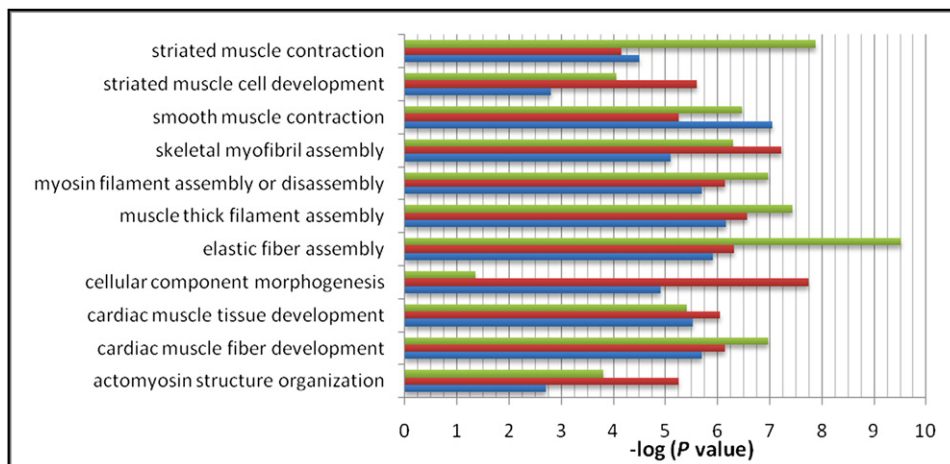 striated muscle contraction
striated muscle cell development
smooth muscle contraction
skeletal myofibril assembly
myosin filament assembly or disassembly
muscle thick filament assembly
elastic fiber assembly
cellular component morphogenesis
cardiac muscle tissue development
cardiac muscle fiber development
actomyosin structure organization
0 1 2 3 4 5 6 7 8 9 10
-log (P value)